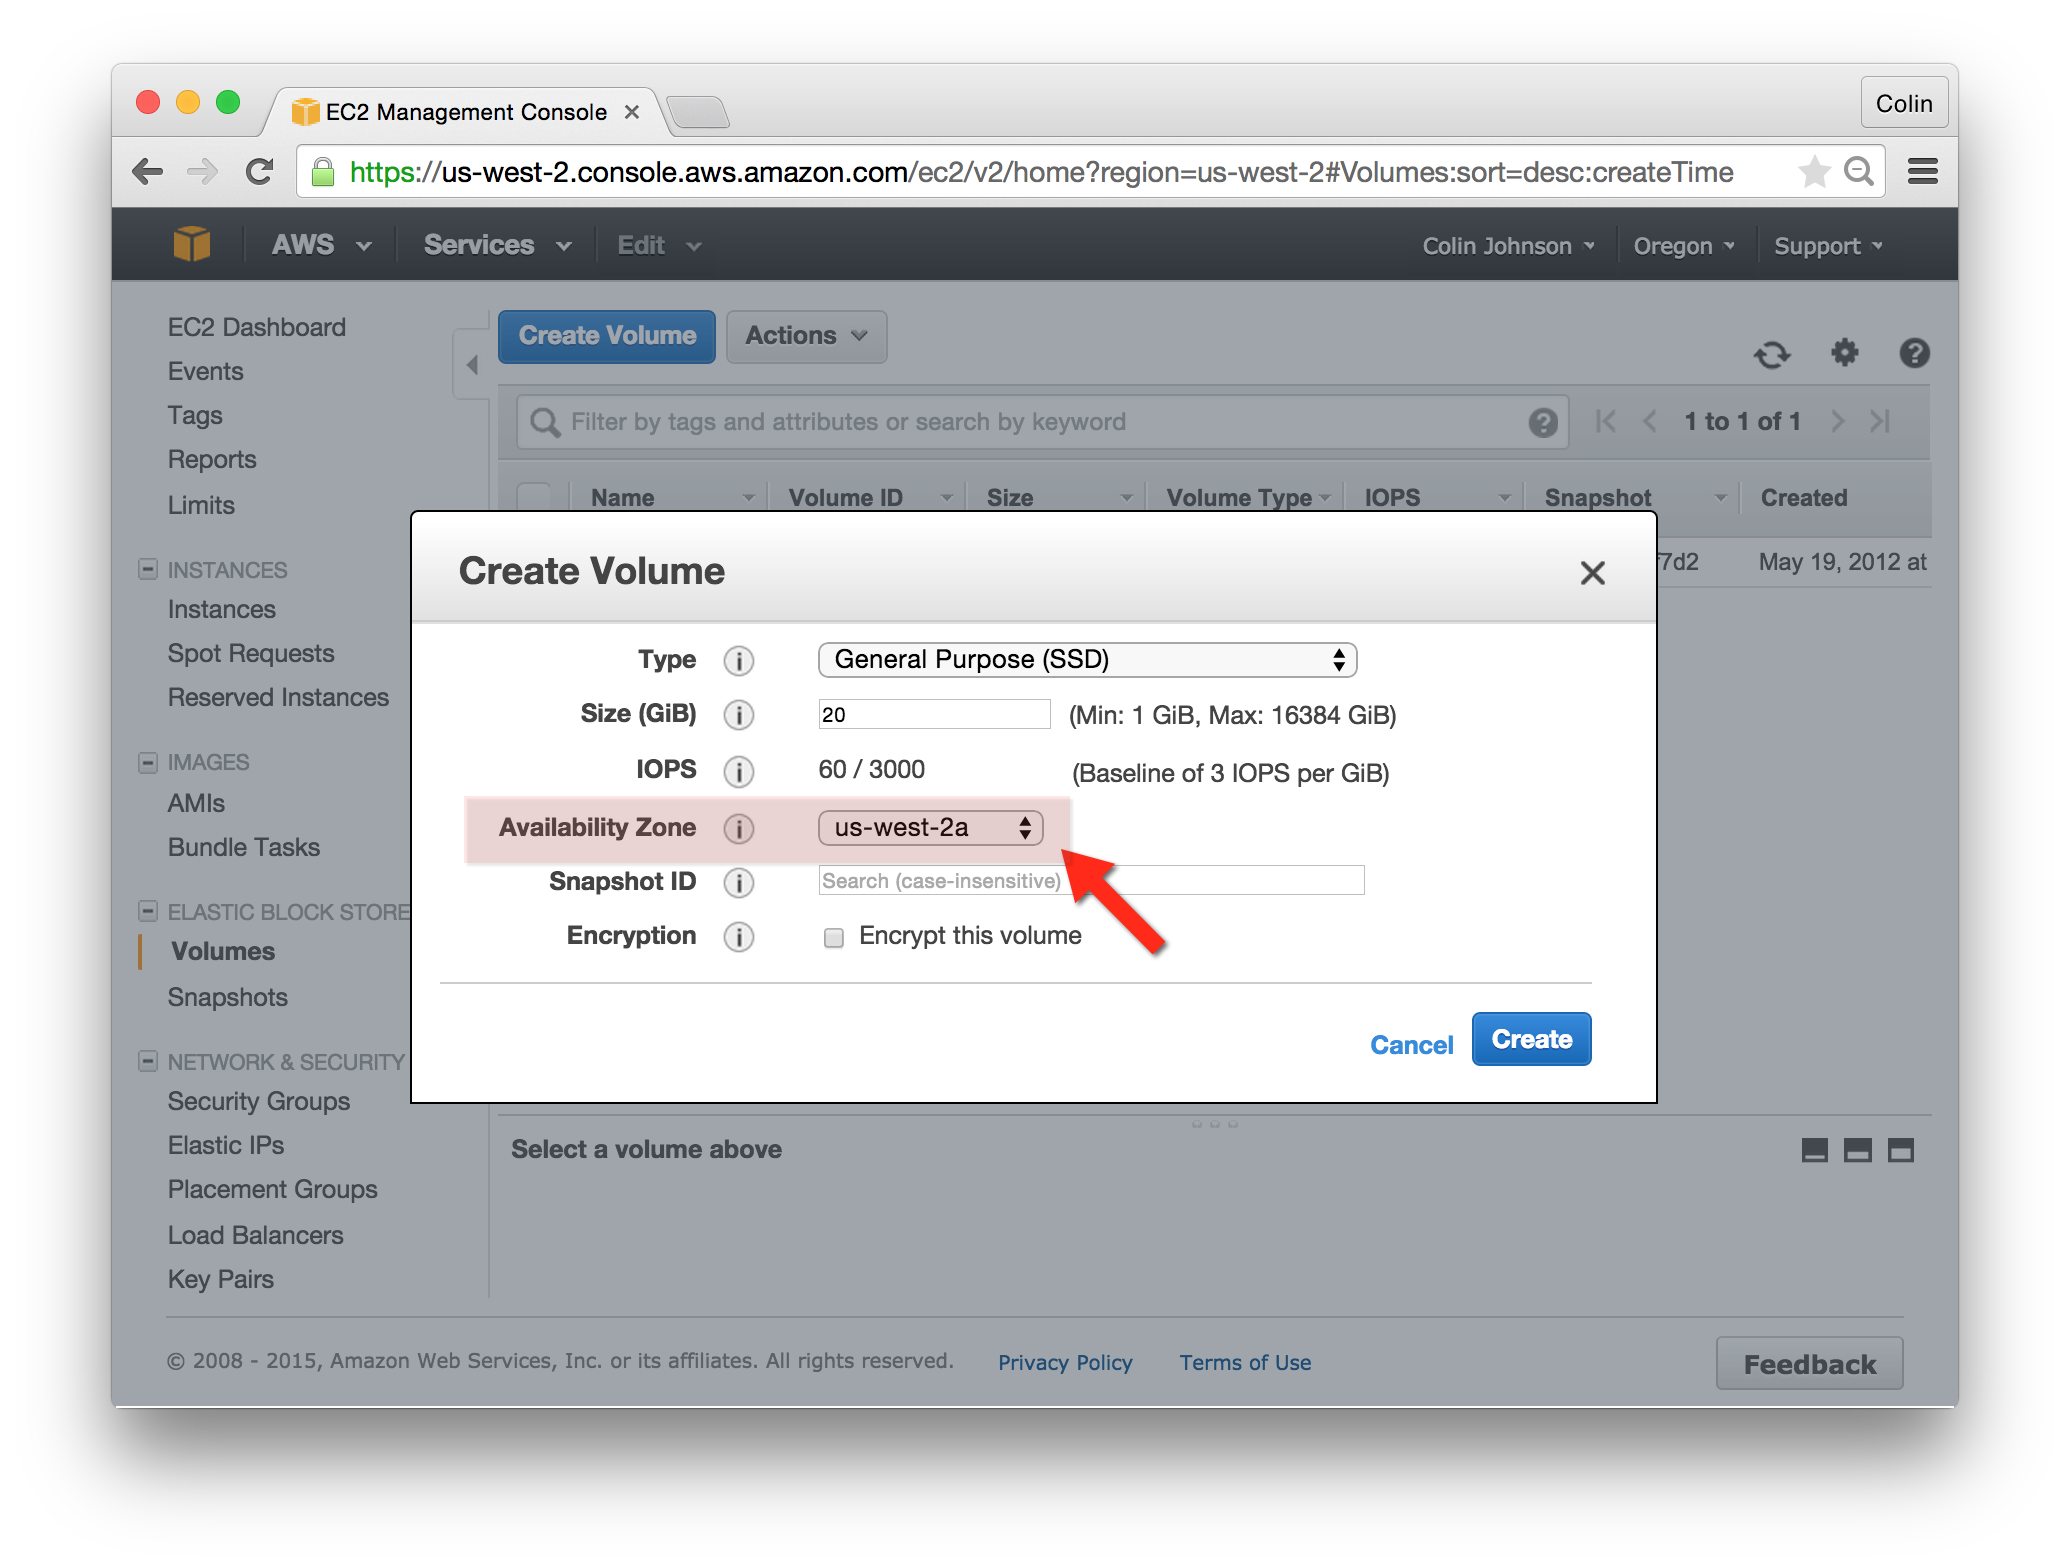 EC2 Management Console
Colin
https://us-west-2.console.aws.amazon.com/ec2/v2/home?region=us-west-2#Volumes:sort=desc:createTime
AWS Services Edit Colin Johnson Oregon Support
EC2 Dashboard
Events
Tags
Reports
Limits
INSTANCES
Instances
Spot Requests
Reserved Instances
IMAGES
AMIs
Bundle Tasks
ELASTIC BLOCK STORE
Volumes
Snapshots
NETWORK & SECURITY
Security Groups
Elastic IPs
Placement Groups
Load Balancers
Key Pairs
Create Volume Actions
Filter by tags and attributes or search by keyword 1 to 1 of 1
Name Volume ID Size Volume Type IOPS Snapshot Created
f7d2 May 19, 2012 at
Create Volume
Type General Purpose (SSD)
Size (GiB) 20 (Min: 1 GiB, Max: 16384 GiB)
IOPS 60 / 3000 (Baseline of 3 IOPS per GiB)
Availability Zone us-west-2a
Snapshot ID Search (case-insensitive)
Encryption Encrypt this volume
Cancel Create
Select a volume above
© 2008 - 2015, Amazon Web Services, Inc. or its affiliates. All rights reserved. Privacy Policy Terms of Use Feedback